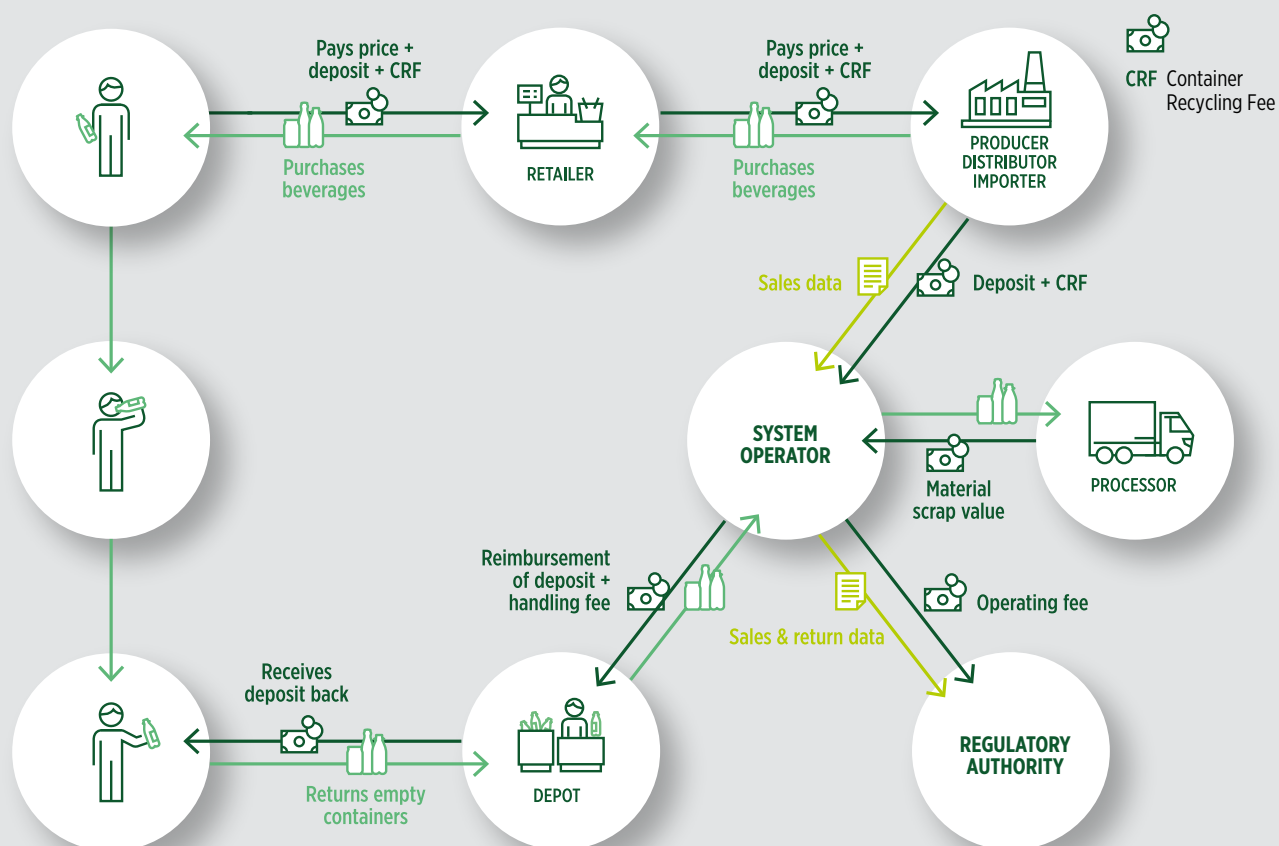 Pays price +
deposit + CRF
Pays price +
deposit + CRF
CRF Container
Recycling Fee
Purchases
beverages
RETAILER
Purchases
beverages
PRODUCER
DISTRIBUTOR
IMPORTER
Sales data
Deposit + CRF
SYSTEM
OPERATOR
Material
scrap value
PROCESSOR
Reimbursement
of deposit +
handling fee
Sales & return data
Operating fee
Receives
deposit back
Returns empty
containers
DEPOT
REGULATORY
AUTHORITY